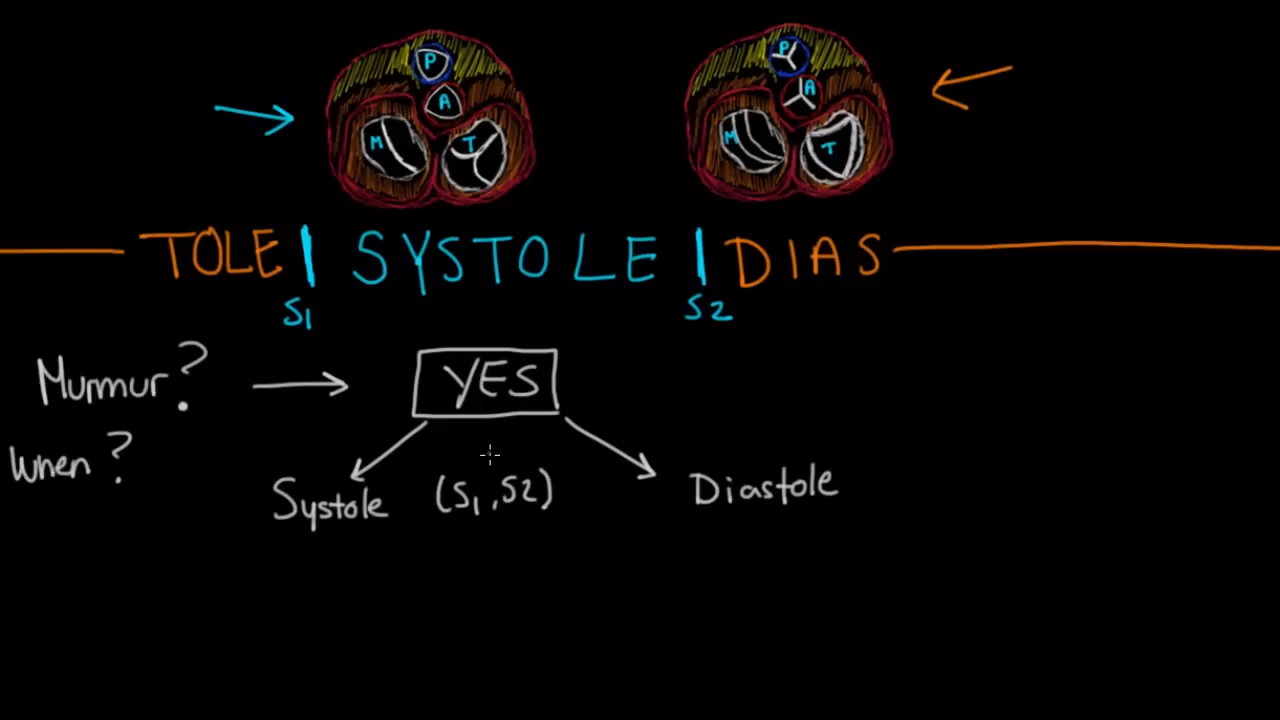 P P
A A
M T M T
TOLE | SYSTOLE | DIAS
S1 S2
Murmur? YES
When?
Systole (S1, S2) Diastole